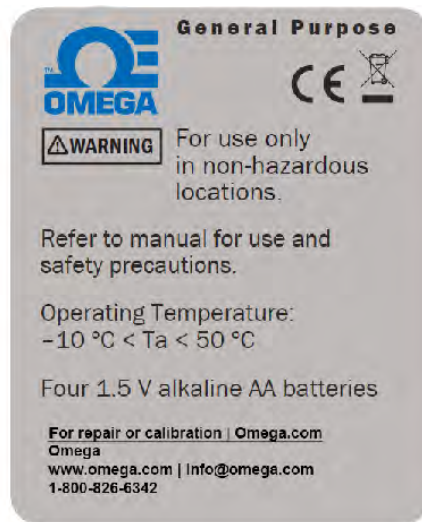 General Purpose
™
OMEGA
CE
⚠WARNING
For use only
in non-hazardous
locations.
Refer to manual for use and
safety precautions.
Operating Temperature:
−10 °C < Ta < 50 °C
Four 1.5 V alkaline AA batteries
For repair or calibration | Omega.com
Omega
www.omega.com | Info@omega.com
1-800-826-6342